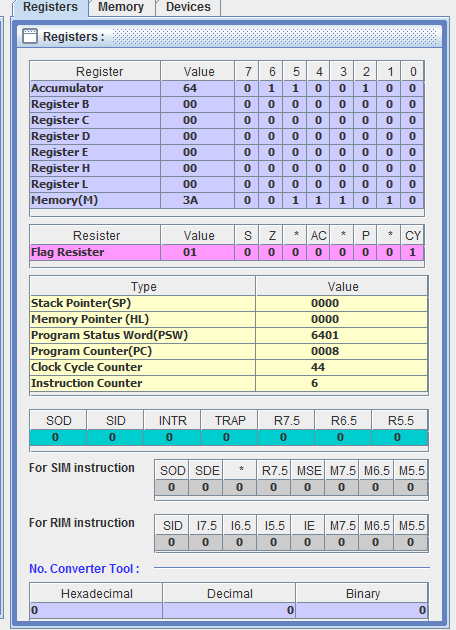 Registers Memory Devices
Registers :
Register Value 7 6 5 4 3 2 1 0
Accumulator 64 0 1 1 0 0 1 0 0
Register B 00 0 0 0 0 0 0 0 0
Register C 00 0 0 0 0 0 0 0 0
Register D 00 0 0 0 0 0 0 0 0
Register E 00 0 0 0 0 0 0 0 0
Register H 00 0 0 0 0 0 0 0 0
Register L 00 0 0 0 0 0 0 0 0
Memory(M) 3A 0 0 1 1 1 0 1 0
Resister Value S Z * AC * P * CY
Flag Resister 01 0 0 0 0 0 0 0 1
Type Value
Stack Pointer(SP) 0000
Memory Pointer (HL) 0000
Program Status Word(PSW) 6401
Program Counter(PC) 0008
Clock Cycle Counter 44
Instruction Counter 6
SOD SID INTR TRAP R7.5 R6.5 R5.5
0 0 0 0 0 0 0
For SIM instruction
SOD SDE * R7.5 MSE M7.5 M6.5 M5.5
0 0 0 0 0 0 0 0
For RIM instruction
SID I7.5 I6.5 I5.5 IE M7.5 M6.5 M5.5
0 0 0 0 0 0 0 0
No. Converter Tool :
Hexadecimal Decimal Binary
0 0 0